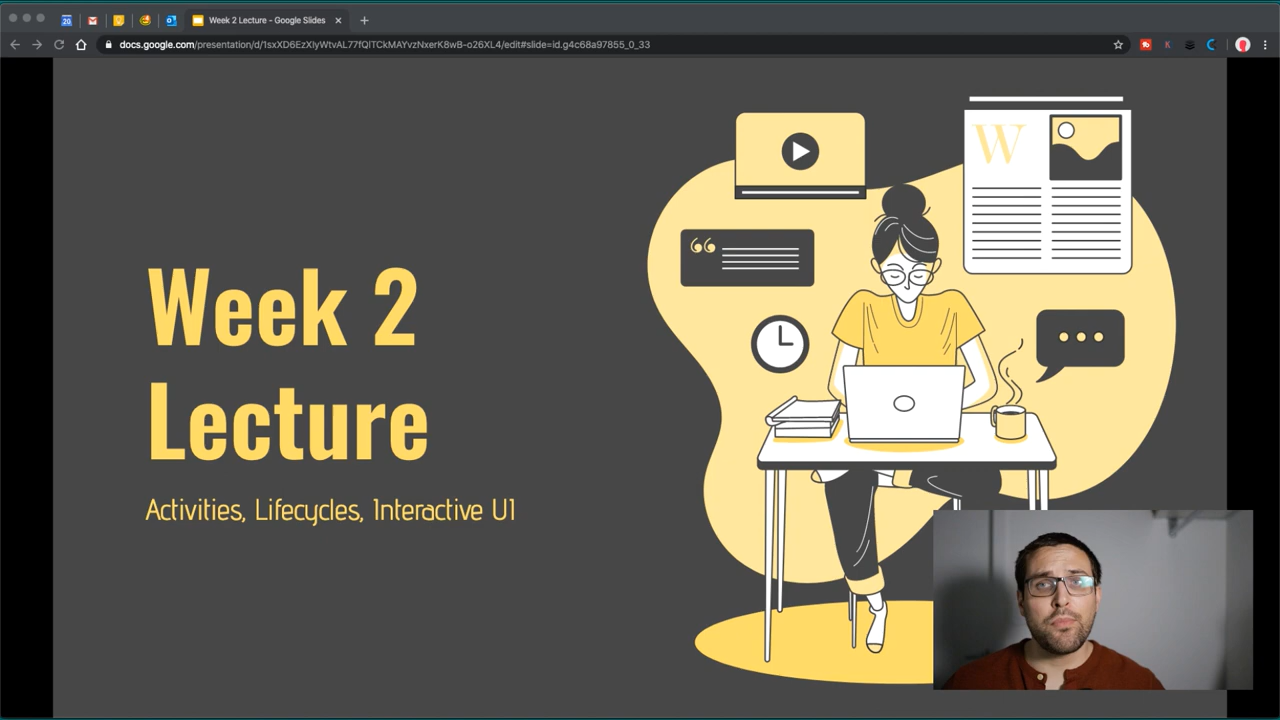 20
Week 2 Lecture - Google Slides
docs.google.com/presentation/d/1sxXD6EzXIyWtvAL77fQITCkMAYvzNxerK8wB-o26XL4/edit#slide=id.g4c68a97855_0_33
K
W
“
Week 2
Lecture
Activities, Lifecycles, Interactive UI